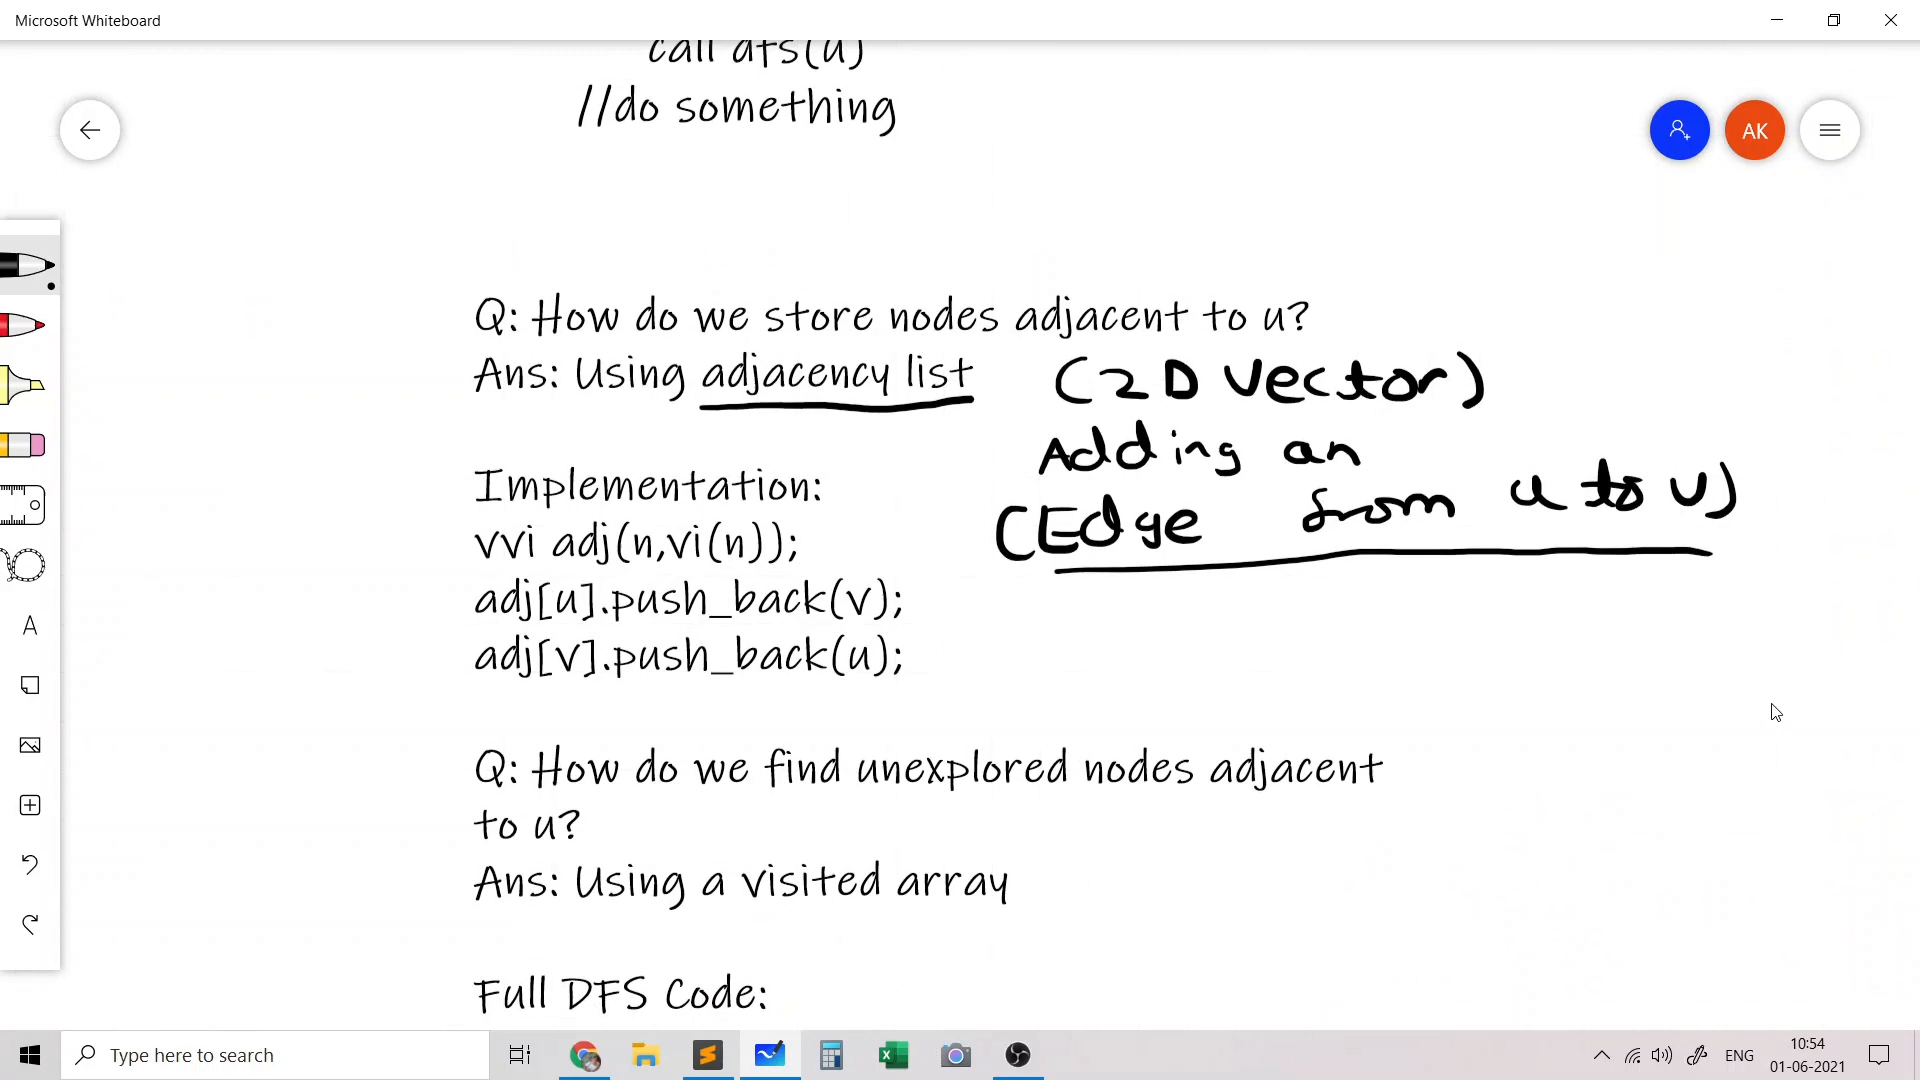 Microsoft Whiteboard
call dfs(u)
//do something
AK
Q: How do we store nodes adjacent to u?
Ans: Using adjacency list
(2D Vector)
Adding an
(Edge from u to v)
Implementation:
vvi adj(n,vi(n));
adj[u].push_back(v);
adj[v].push_back(u);
A
Q: How do we find unexplored nodes adjacent
to u?
Ans: Using a visited array
Full DFS Code:
Type here to search
ENG
10:54
01-06-2021